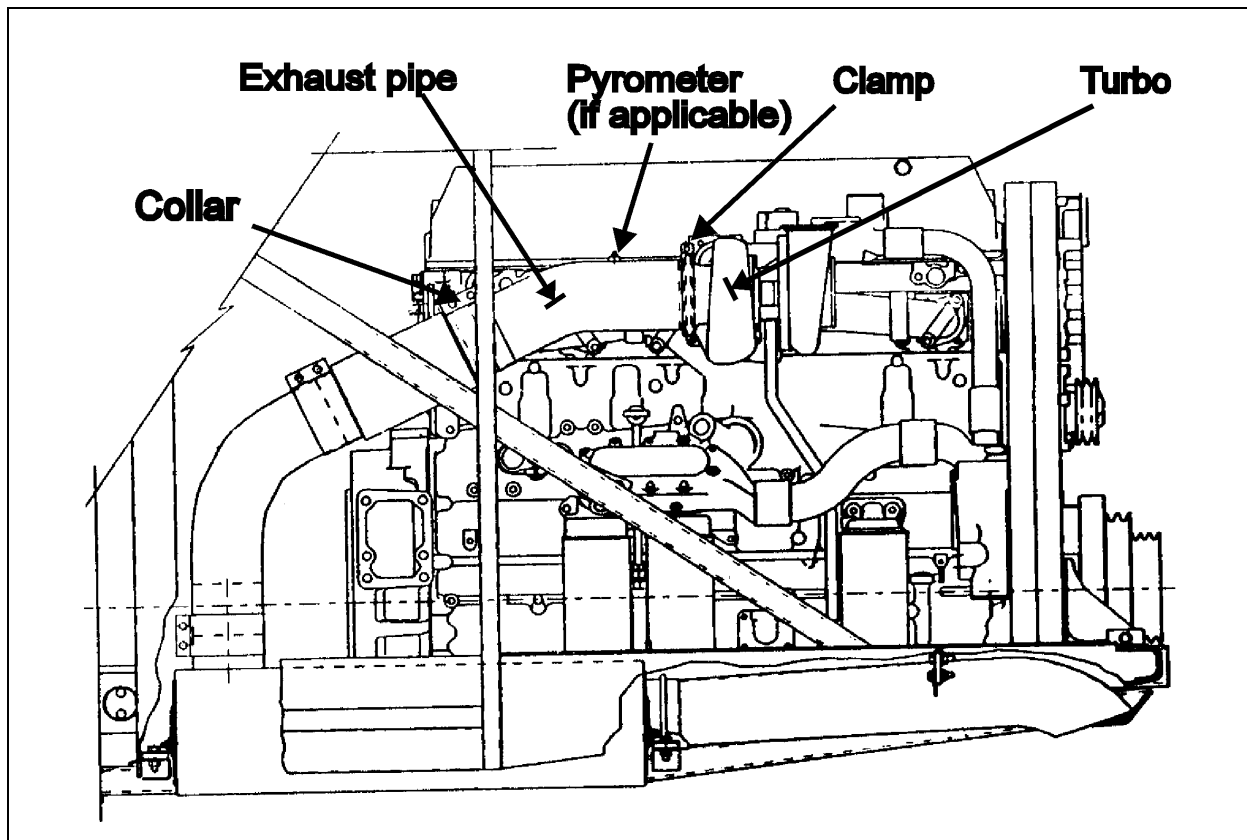 Exhaust pipe
Pyrometer
(if applicable)
Clamp
Turbo
Collar